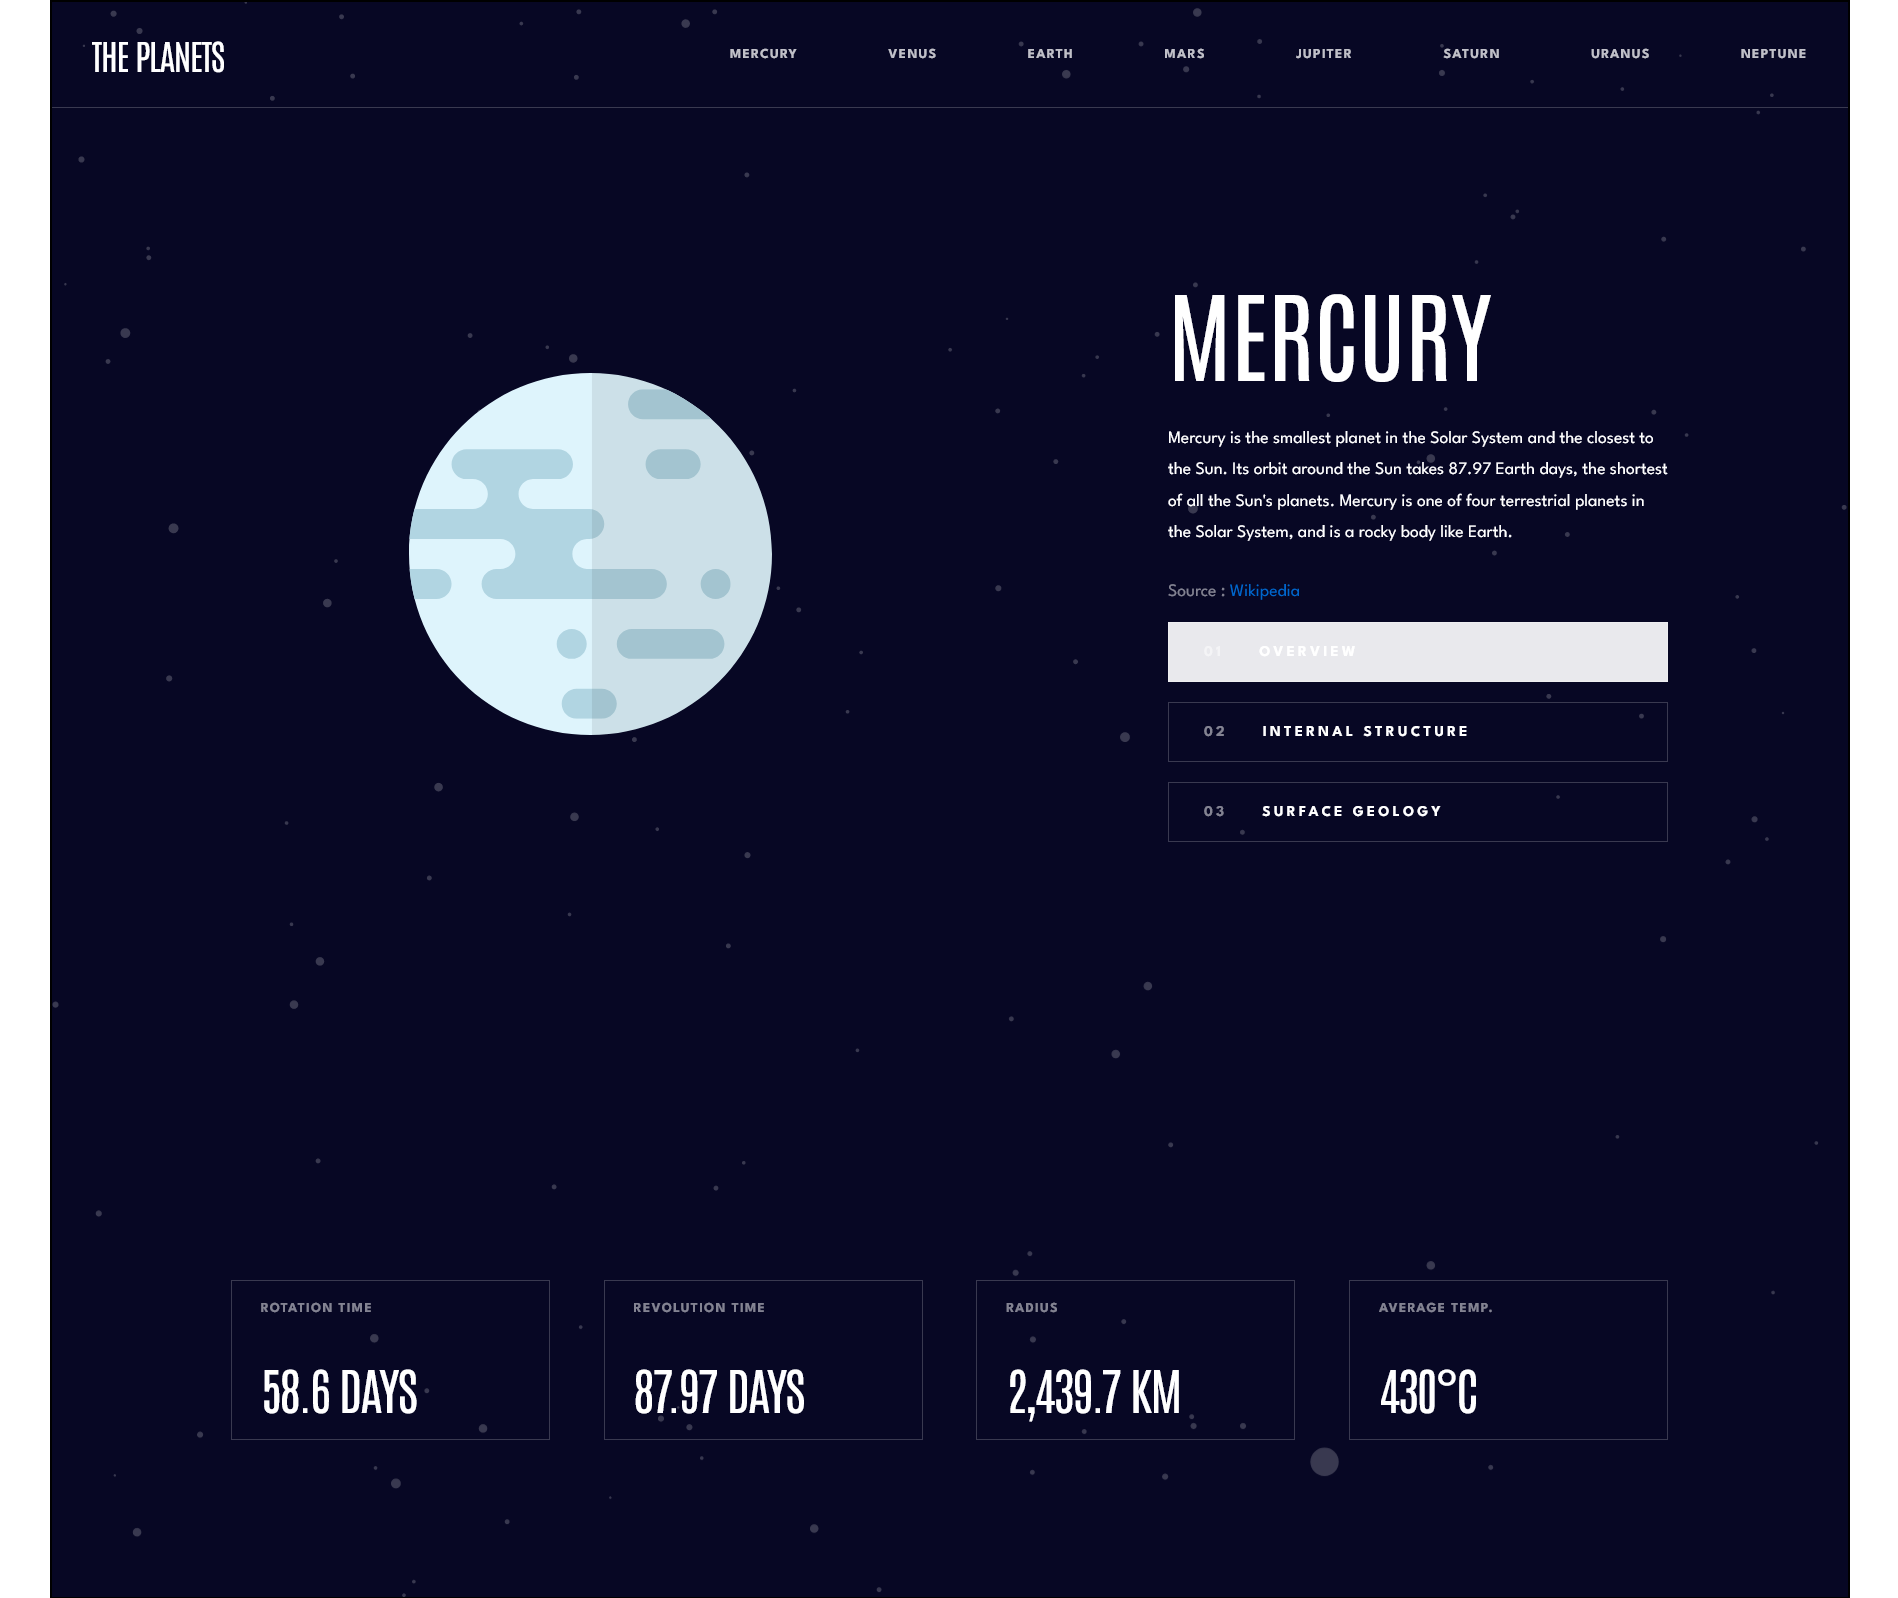 THE PLANETS
MERCURY VENUS EARTH MARS JUPITER SATURN URANUS NEPTUNE
MERCURY
Mercury is the smallest planet in the Solar System and the closest to
the Sun. Its orbit around the Sun takes 87.97 Earth days, the shortest
of all the Sun's planets. Mercury is one of four terrestrial planets in
the Solar System, and is a rocky body like Earth.
Source : Wikipedia
01 OVERVIEW
02 INTERNAL STRUCTURE
03 SURFACE GEOLOGY
ROTATION TIME
58.6 DAYS
REVOLUTION TIME
87.97 DAYS
RADIUS
2,439.7 KM
AVERAGE TEMP.
430°C